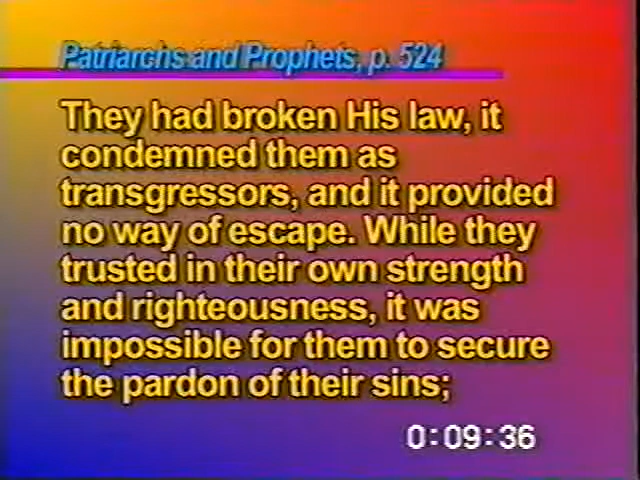 Patriarchs and Prophets, p. 524
They had broken His law, it
condemned them as
transgressors, and it provided
no way of escape. While they
trusted in their own strength
and righteousness, it was
impossible for them to secure
the pardon of their sins;
0:09:36